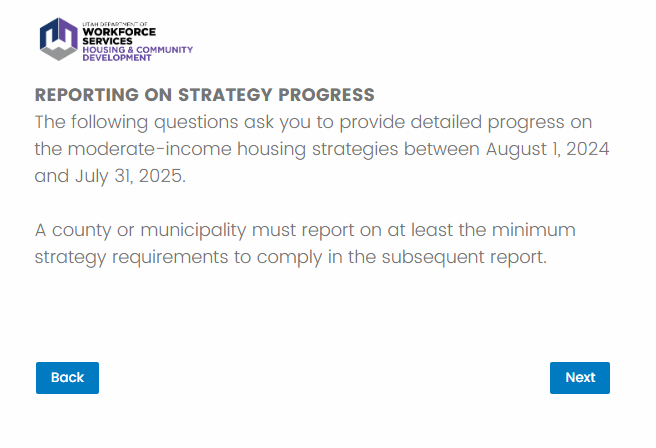 UTAH DEPARTMENT OF
WORKFORCE
SERVICES
HOUSING & COMMUNITY
DEVELOPMENT
REPORTING ON STRATEGY PROGRESS
The following questions ask you to provide detailed progress on
the moderate-income housing strategies between August 1, 2024
and July 31, 2025.
A county or municipality must report on at least the minimum
strategy requirements to comply in the subsequent report.
Back
Next